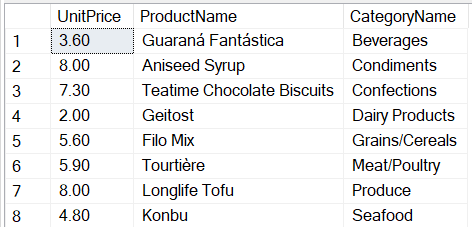 UnitPrice ProductName CategoryName
1 3.60 Guaraná Fantástica Beverages
2 8.00 Aniseed Syrup Condiments
3 7.30 Teatime Chocolate Biscuits Confections
4 2.00 Geitost Dairy Products
5 5.60 Filo Mix Grains/Cereals
6 5.90 Tourtière Meat/Poultry
7 8.00 Longlife Tofu Produce
8 4.80 Konbu Seafood